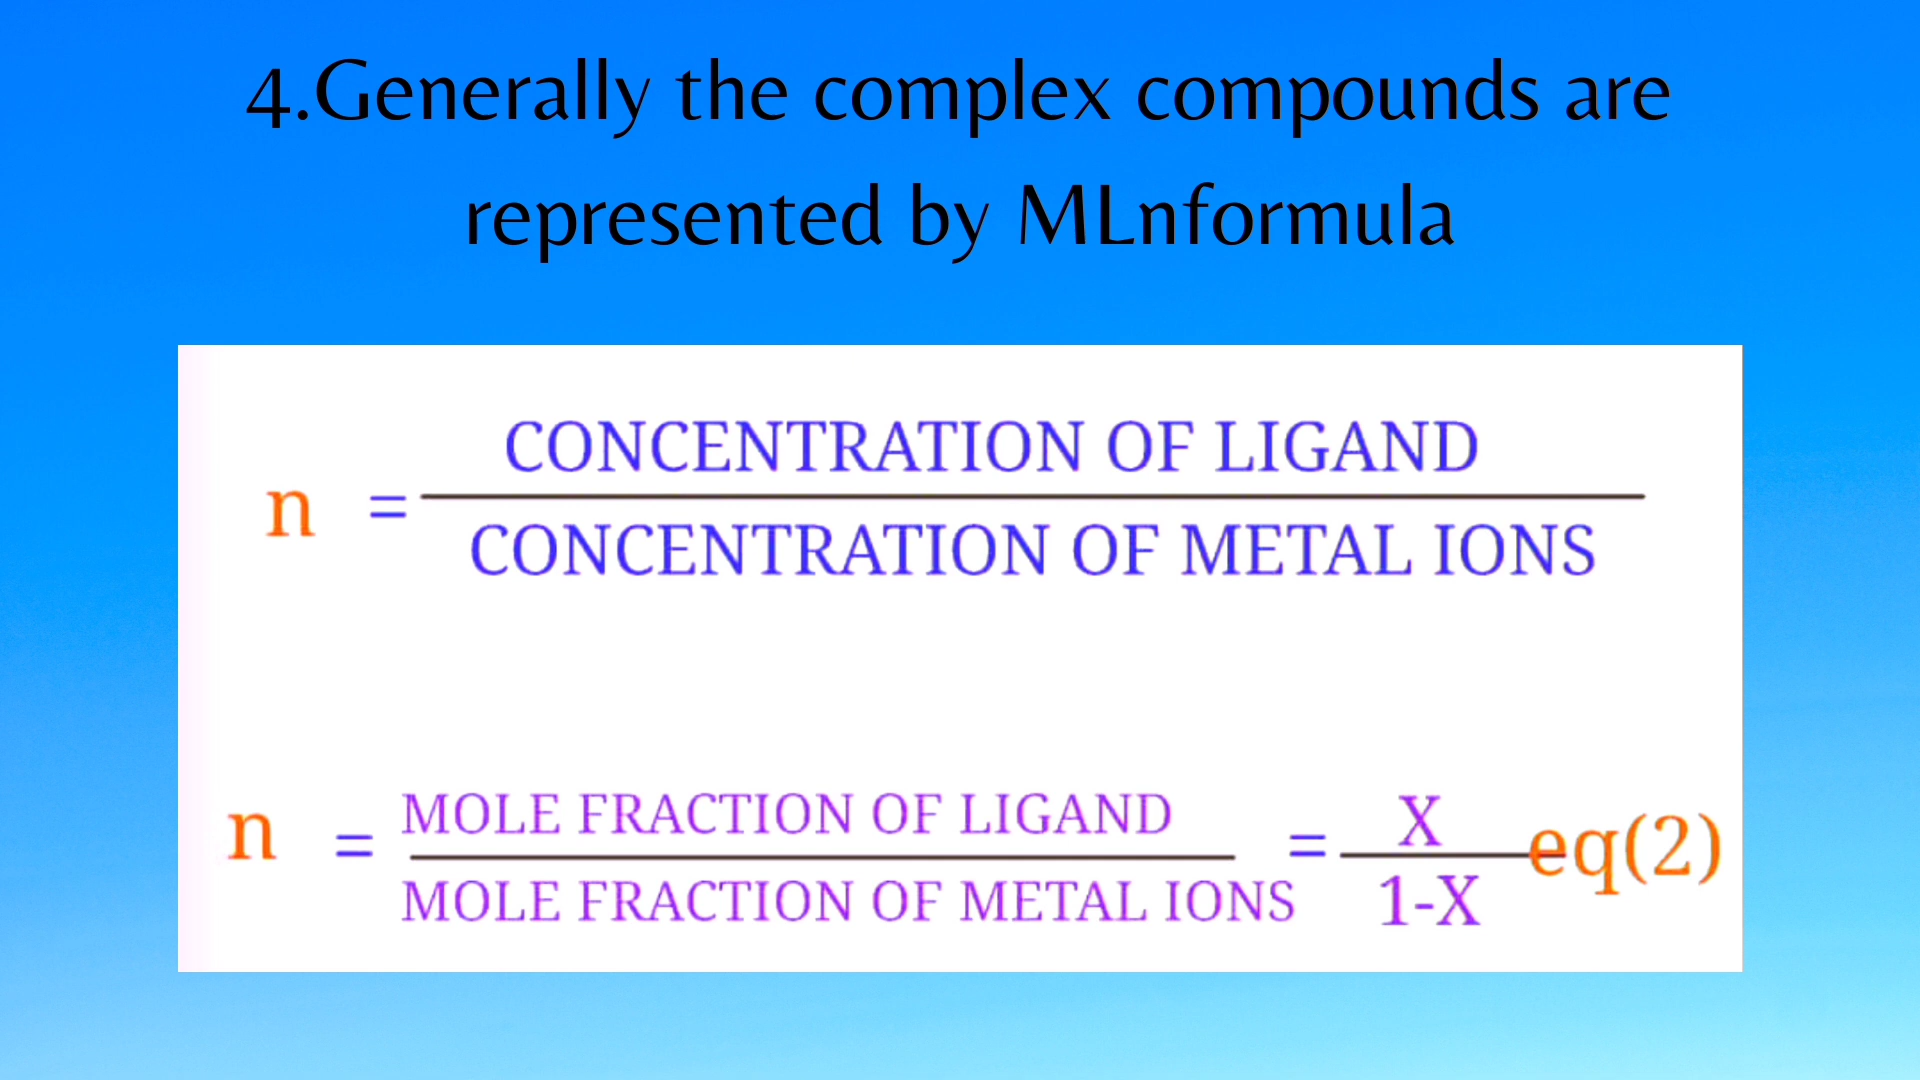 4.Generally the complex compounds are
represented by MLnformula
CONCENTRATION OF LIGAND
n =
CONCENTRATION OF METAL IONS
MOLE FRACTION OF LIGAND X
n = = eq(2)
MOLE FRACTION OF METAL IONS 1-X